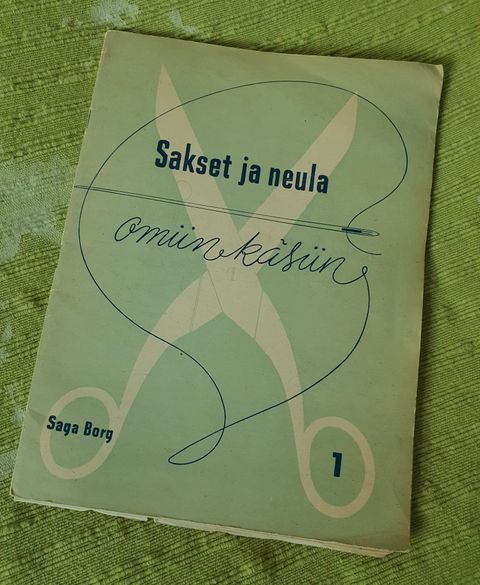 Sakset ja neula
omiin käsiin
Saga Borg
1